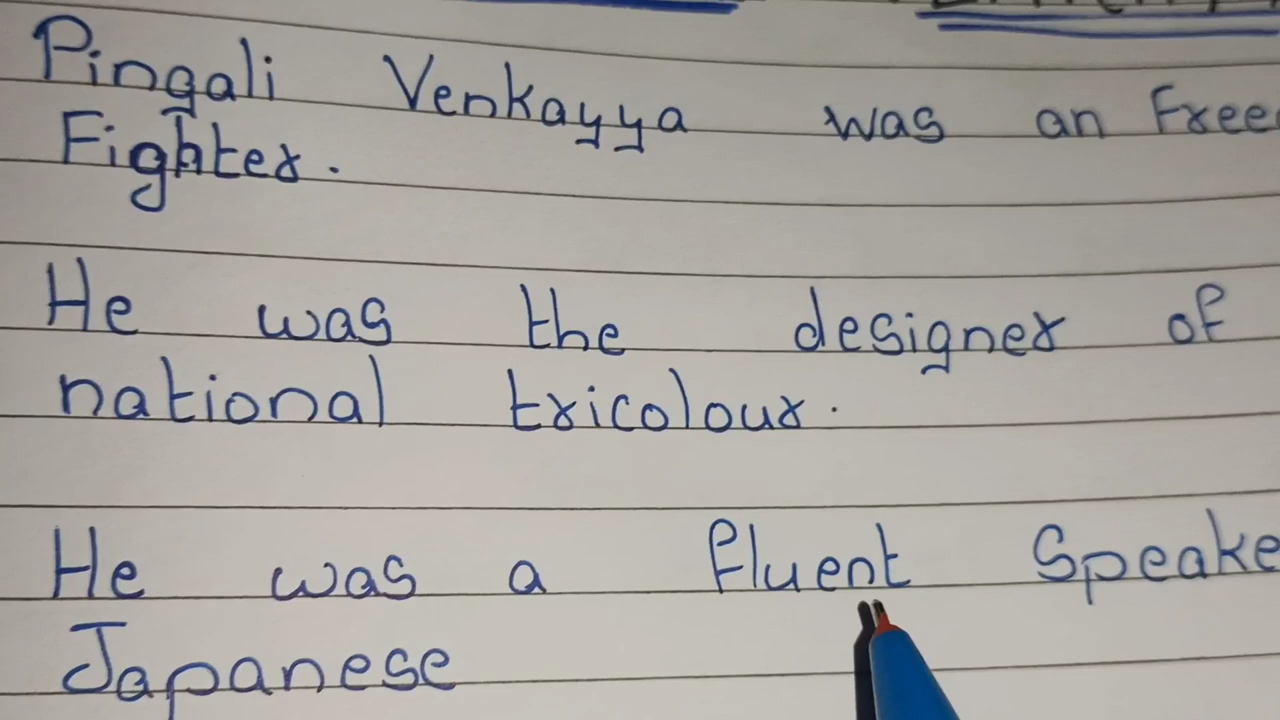 Pingali Venkayya was an Free
Fighter.
He was the designer of
national tricolour.
He was a fluent Speake
Japanese